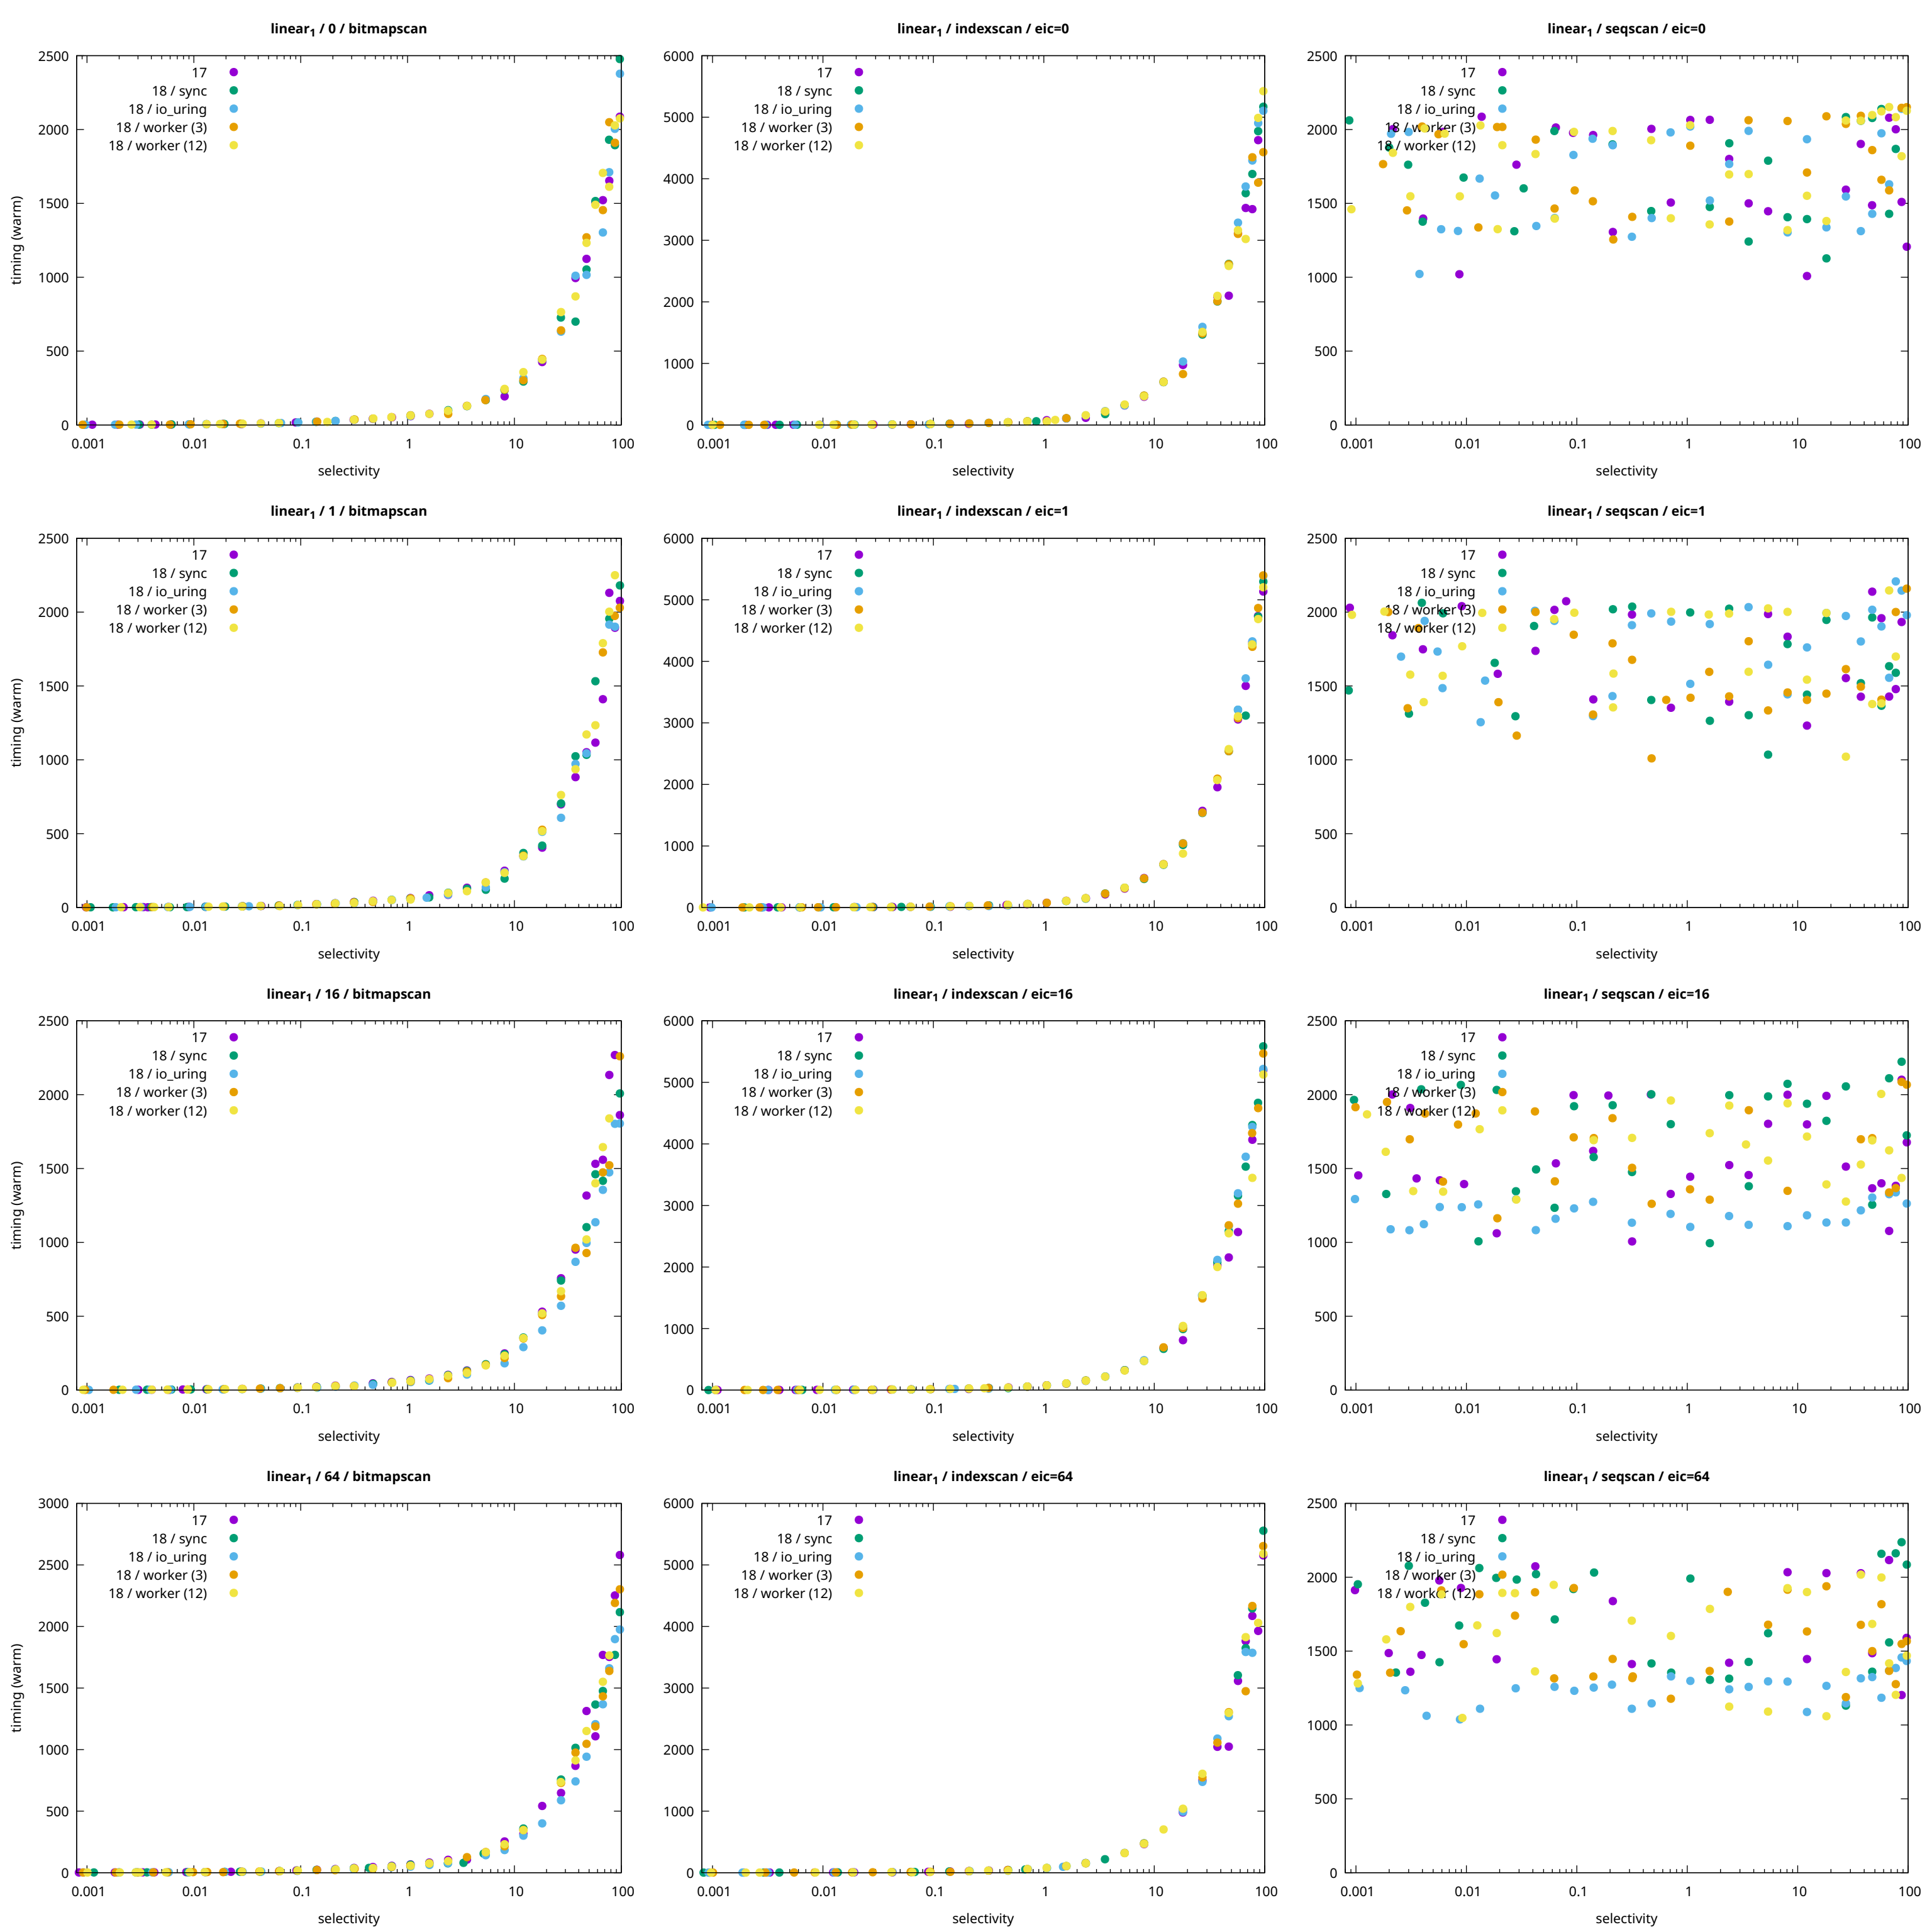 linear1 / 0 / bitmapscan
2500
2000
1500
1000
500
0
timing (warm)
17
18 / sync
18 / io_uring
18 / worker (3)
18 / worker (12)
0.001 0.01 0.1 1 10 100
selectivity
linear1 / indexscan / eic=0
6000
5000
4000
3000
2000
1000
0
17
18 / sync
18 / io_uring
18 / worker (3)
18 / worker (12)
0.001 0.01 0.1 1 10 100
selectivity
linear1 / seqscan / eic=0
2500
2000
1500
1000
500
0
17
18 / sync
18 / io_uring
18 / worker (3)
18 / worker (12)
0.001 0.01 0.1 1 10 100
selectivity
linear1 / 1 / bitmapscan
2500
2000
1500
1000
500
0
timing (warm)
17
18 / sync
18 / io_uring
18 / worker (3)
18 / worker (12)
0.001 0.01 0.1 1 10 100
selectivity
linear1 / indexscan / eic=1
6000
5000
4000
3000
2000
1000
0
17
18 / sync
18 / io_uring
18 / worker (3)
18 / worker (12)
0.001 0.01 0.1 1 10 100
selectivity
linear1 / seqscan / eic=1
2500
2000
1500
1000
500
0
17
18 / sync
18 / io_uring
18 / worker (3)
18 / worker (12)
0.001 0.01 0.1 1 10 100
selectivity
linear1 / 16 / bitmapscan
2500
2000
1500
1000
500
0
timing (warm)
17
18 / sync
18 / io_uring
18 / worker (3)
18 / worker (12)
0.001 0.01 0.1 1 10 100
selectivity
linear1 / indexscan / eic=16
6000
5000
4000
3000
2000
1000
0
17
18 / sync
18 / io_uring
18 / worker (3)
18 / worker (12)
0.001 0.01 0.1 1 10 100
selectivity
linear1 / seqscan / eic=16
2500
2000
1500
1000
500
0
17
18 / sync
18 / io_uring
18 / worker (3)
18 / worker (12)
0.001 0.01 0.1 1 10 100
selectivity
linear1 / 64 / bitmapscan
3000
2500
2000
1500
1000
500
0
timing (warm)
17
18 / sync
18 / io_uring
18 / worker (3)
18 / worker (12)
0.001 0.01 0.1 1 10 100
selectivity
linear1 / indexscan / eic=64
6000
5000
4000
3000
2000
1000
0
17
18 / sync
18 / io_uring
18 / worker (3)
18 / worker (12)
0.001 0.01 0.1 1 10 100
selectivity
linear1 / seqscan / eic=64
2500
2000
1500
1000
500
0
17
18 / sync
18 / io_uring
18 / worker (3)
18 / worker (12)
0.001 0.01 0.1 1 10 100
selectivity